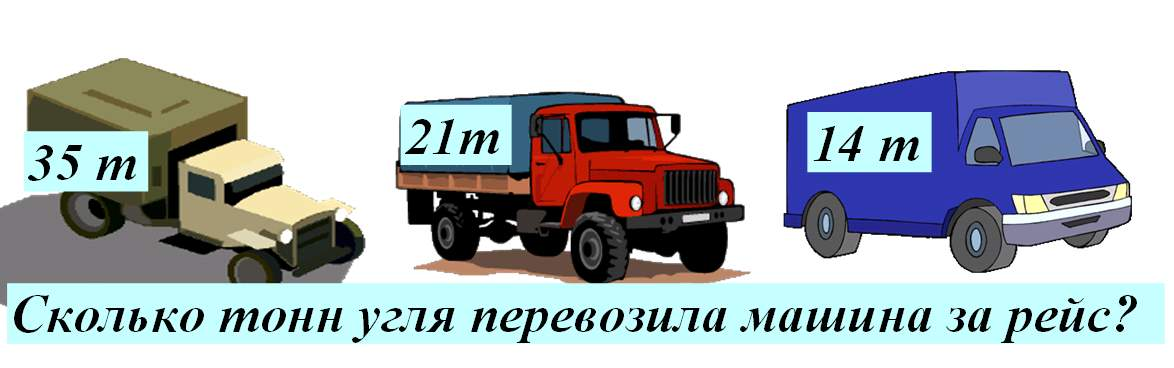 35 т
21т
14 т
Сколько тонн угля перевозила машина за рейс?